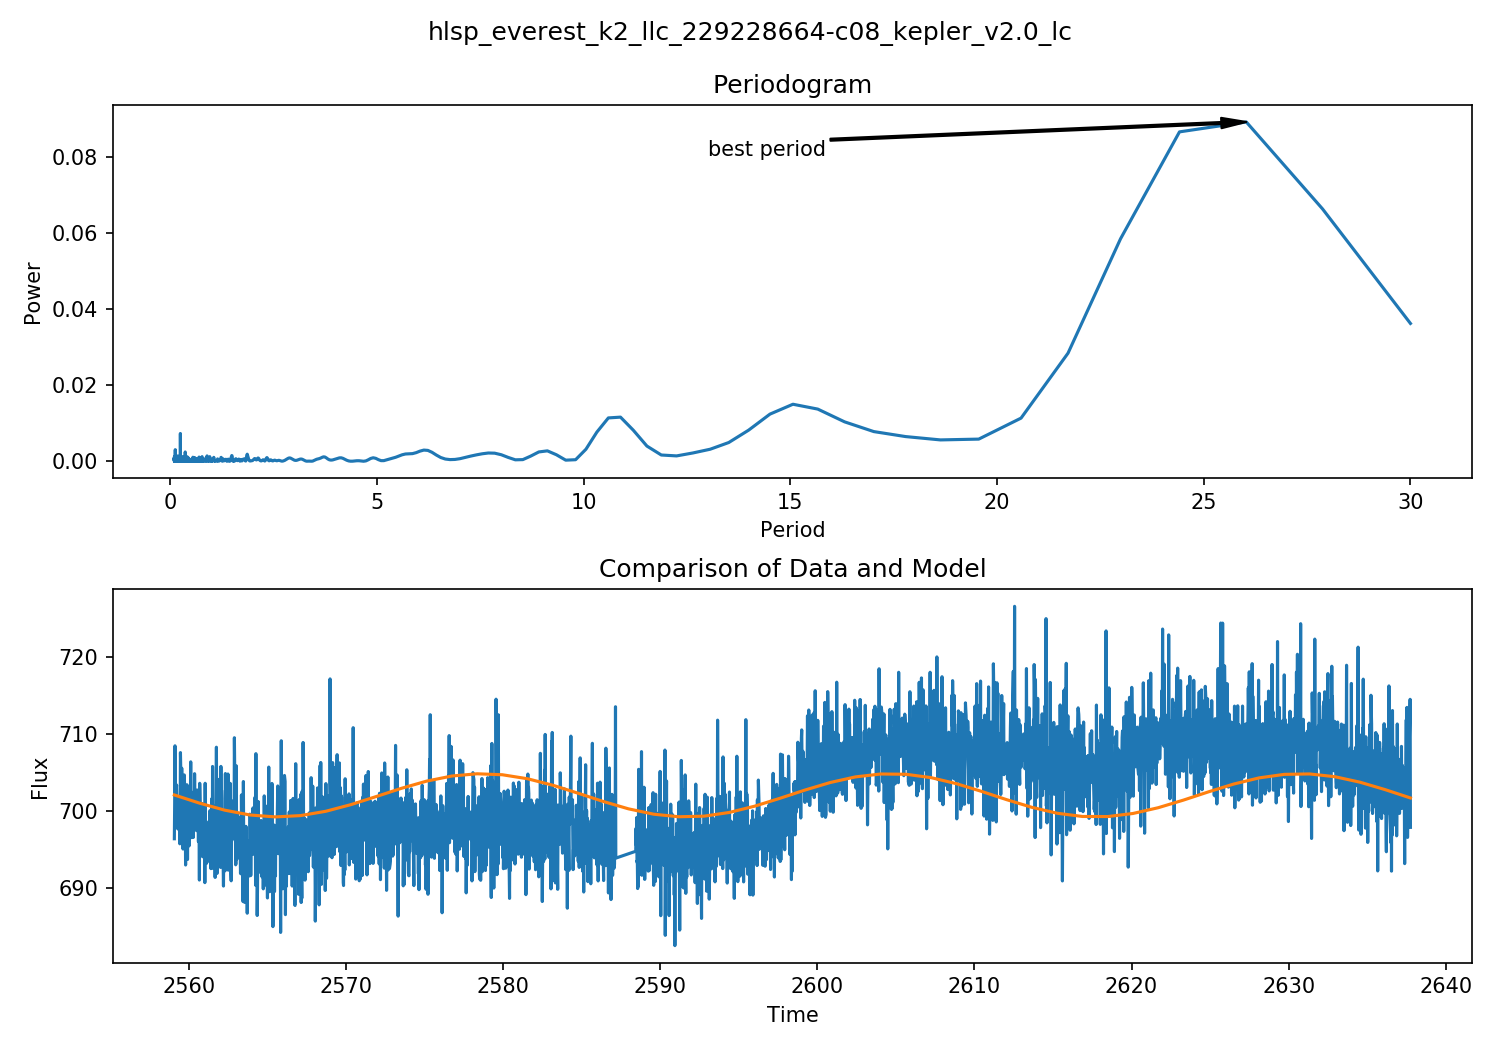 hlsp_everest_k2_llc_229228664-c08_kepler_v2.0_lc
Periodogram
best period
Power
0.08
0.06
0.04
0.02
0.00
0 5 10 15 20 25 30
Period
Comparison of Data and Model
Flux
720
710
700
690
2560 2570 2580 2590 2600 2610 2620 2630 2640
Time